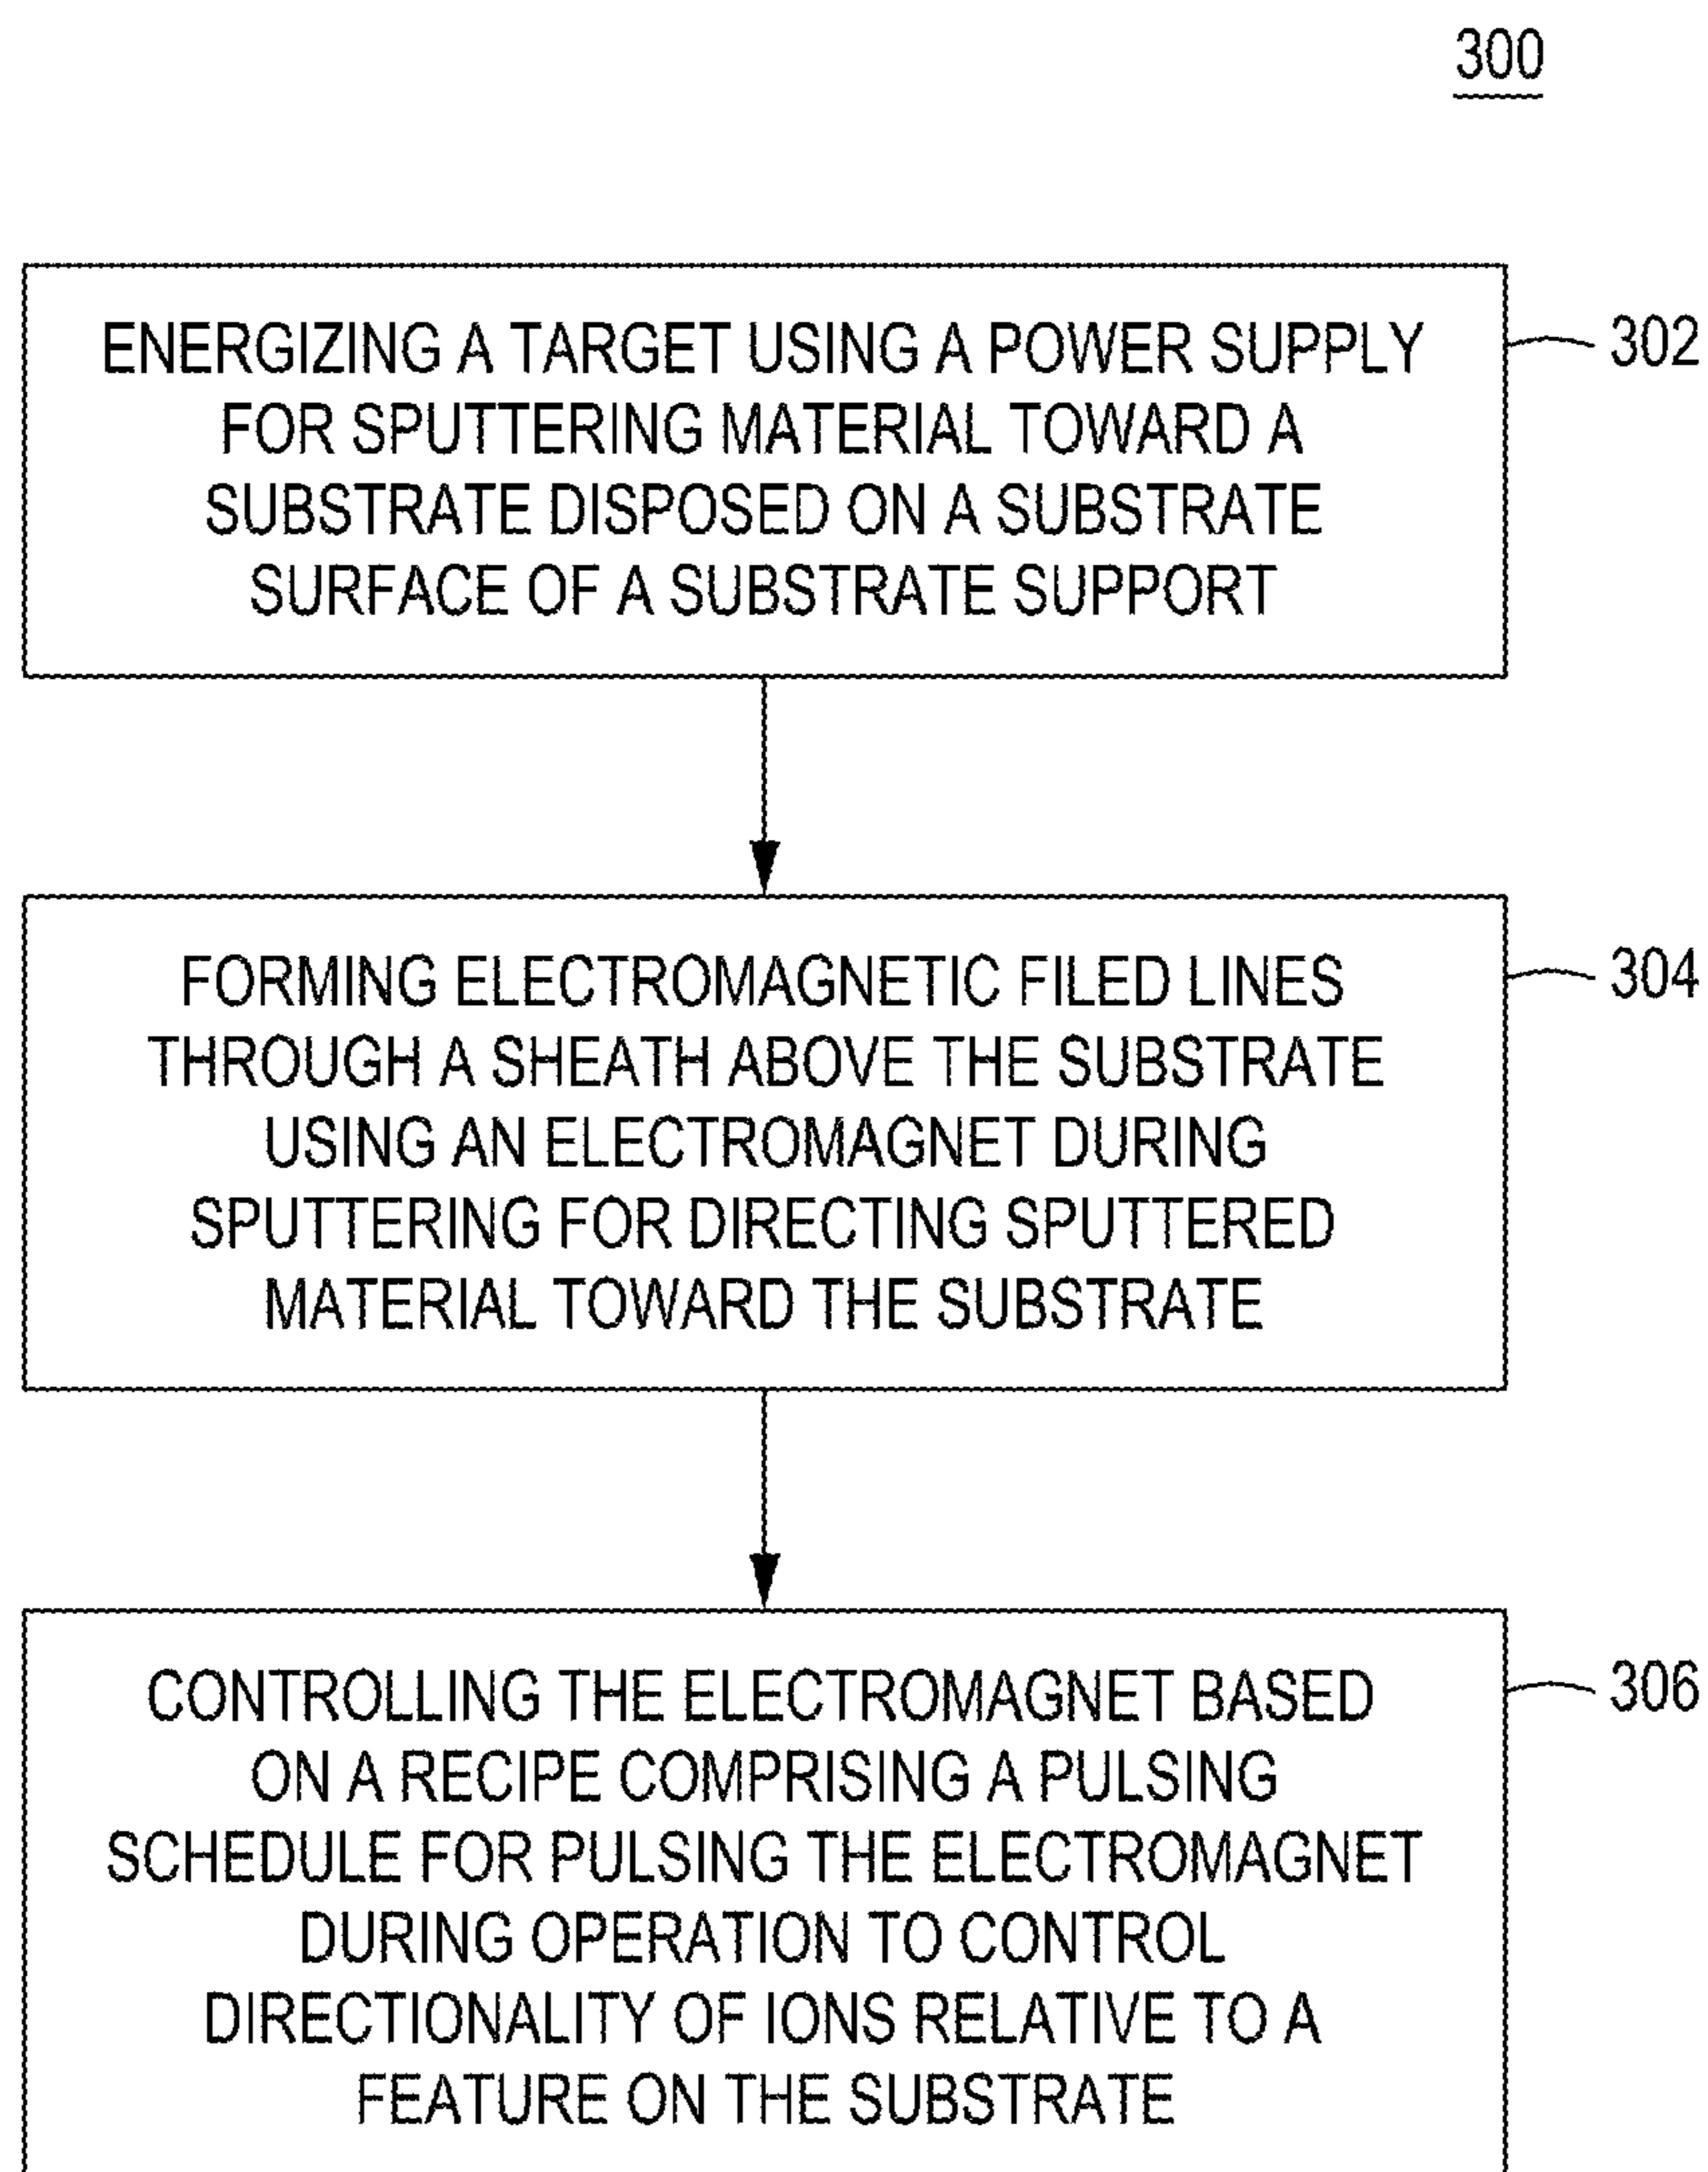 300
ENERGIZING A TARGET USING A POWER SUPPLY
FOR SPUTTERING MATERIAL TOWARD A
SUBSTRATE DISPOSED ON A SUBSTRATE
SURFACE OF A SUBSTRATE SUPPORT
302
FORMING ELECTROMAGNETIC FILED LINES
THROUGH A SHEATH ABOVE THE SUBSTRATE
USING AN ELECTROMAGNET DURING
SPUTTERING FOR DIRECTING SPUTTERED
MATERIAL TOWARD THE SUBSTRATE
304
CONTROLLING THE ELECTROMAGNET BASED
ON A RECIPE COMPRISING A PULSING
SCHEDULE FOR PULSING THE ELECTROMAGNET
DURING OPERATION TO CONTROL
DIRECTIONALITY OF IONS RELATIVE TO A
FEATURE ON THE SUBSTRATE
306